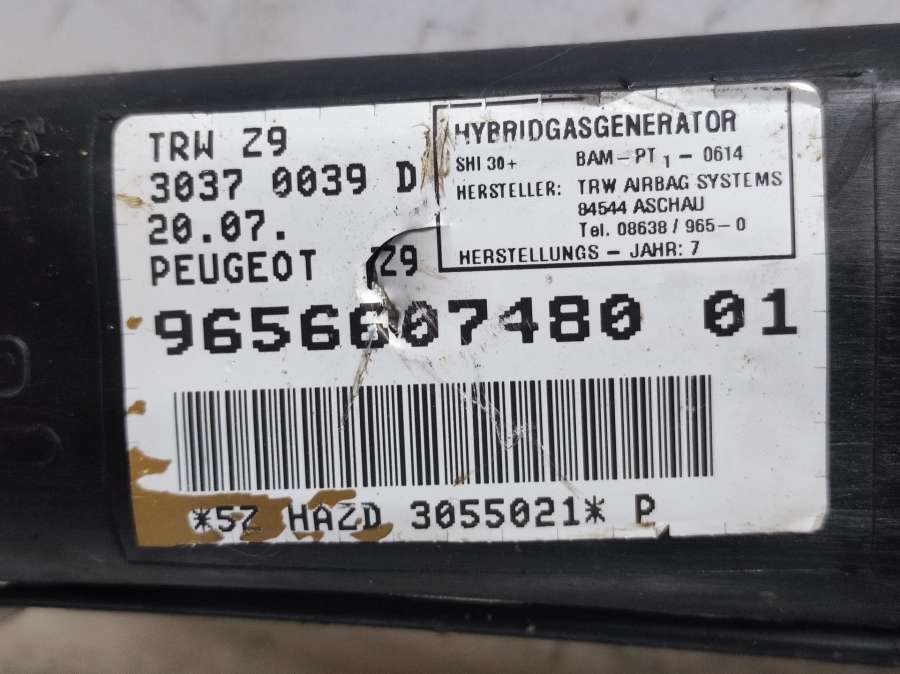 TRW Z9
3037 0039 D
20.07.
PEUGEOT Z9
HYBRIDGASGENERATOR
SHI 30+ BAM-PT 1 - 0614
HERSTELLER: TRW AIRBAG SYSTEMS
84544 ASCHAU
Tel. 08638/965-0
HERSTELLUNGS - JAHR: 7
9656607480 01
*5Z HAZD 3055021* P